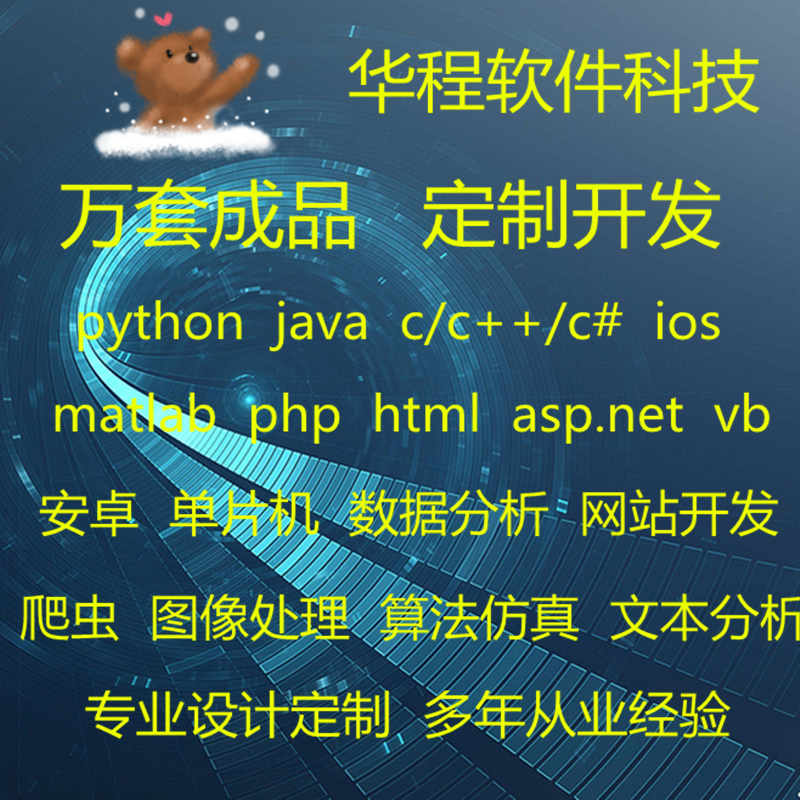 华程软件科技
万套成品 定制开发
python java c/c++/c# ios
matlab php html asp.net vb
安卓 单片机 数据分析 网站开发
爬虫 图像处理 算法仿真 文本分析
专业设计定制 多年从业经验